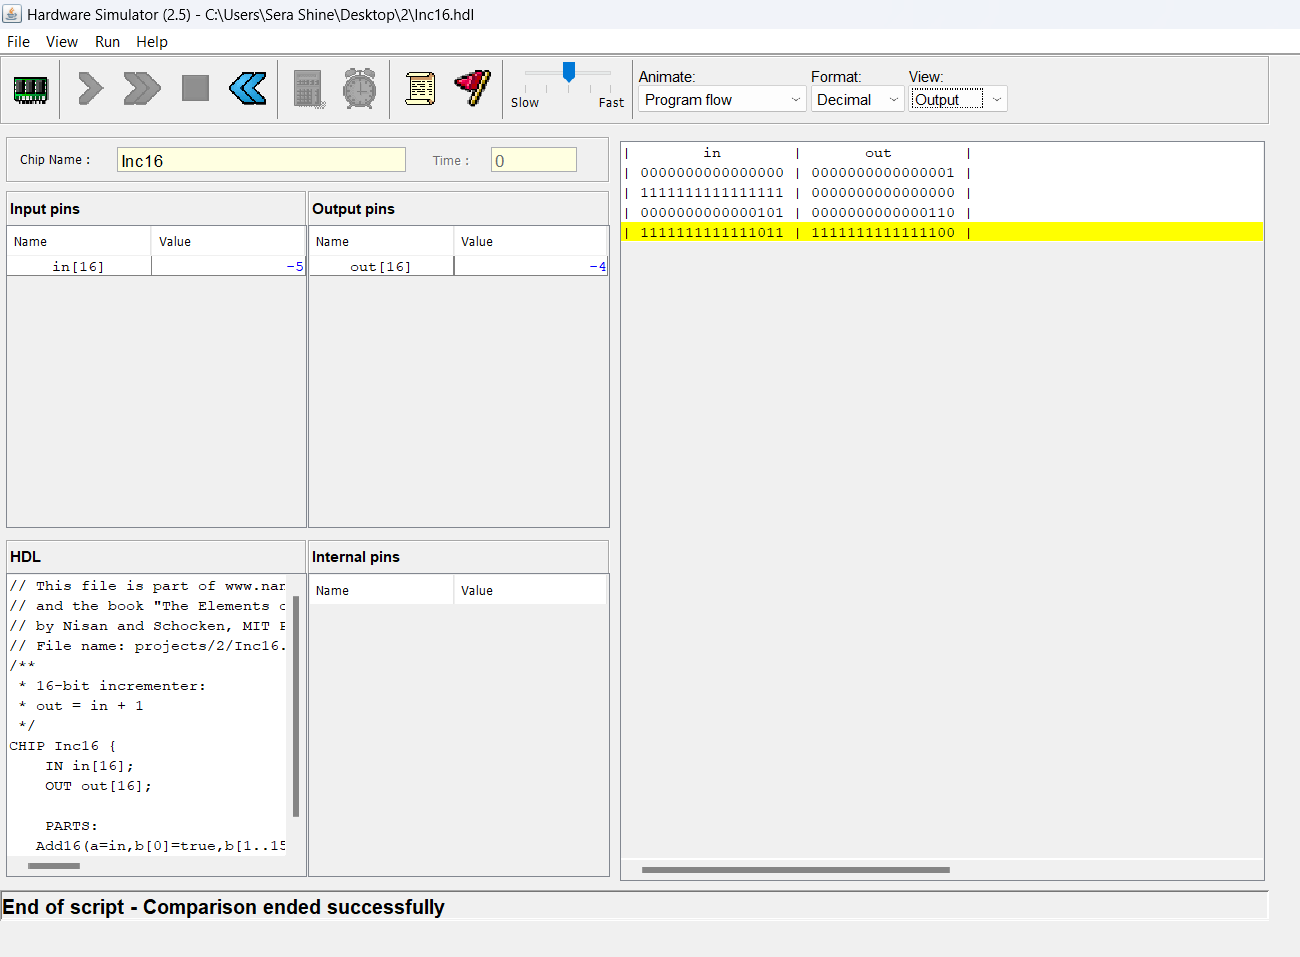 Hardware Simulator (2.5) - C:\Users\Sera Shine\Desktop\2\Inc16.hdl
File View Run Help
Slow Fast
Animate: Format: View:
Program flow Decimal Output
Chip Name : Inc16 Time : 0
Input pins
Name Value
in[16] -5
Output pins
Name Value
out[16] -4
| in | out |
| 0000000000000000 | 0000000000000001 |
| 1111111111111111 | 0000000000000000 |
| 0000000000000101 | 0000000000000110 |
| 1111111111111011 | 1111111111111100 |
HDL
// This file is part of www.nan
// and the book "The Elements o
// by Nisan and Schocken, MIT P
// File name: projects/2/Inc16.
/**
* 16-bit incrementer:
* out = in + 1
*/
CHIP Inc16 {
IN in[16];
OUT out[16];
PARTS:
Add16(a=in,b[0]=true,b[1..15
Internal pins
Name Value
End of script - Comparison ended successfully